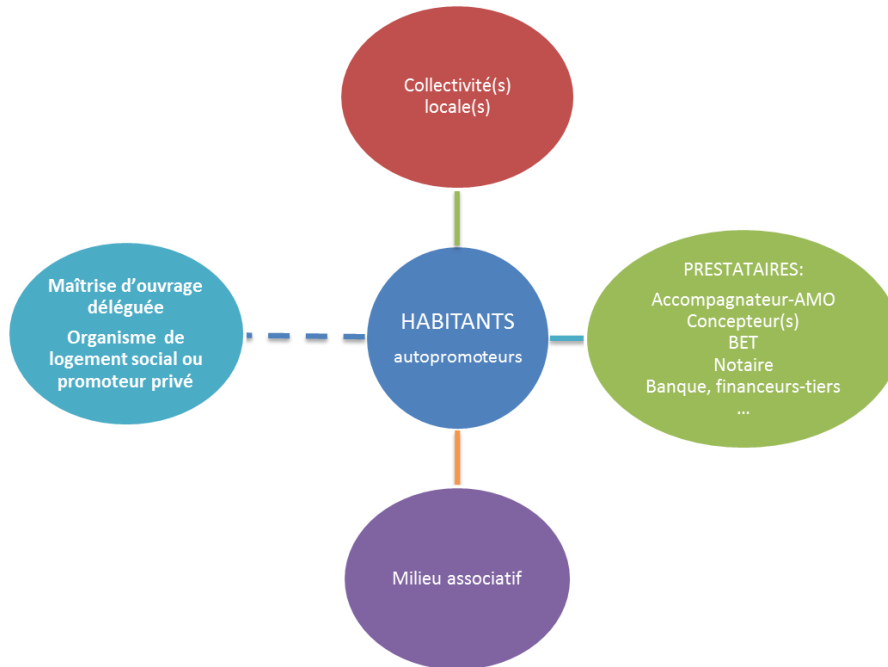 Collectivité(s)
locale(s)
Maîtrise d'ouvrage
déléguée
Organisme de
logement social ou
promoteur privé
HABITANTS
autopromoteurs
PRESTATAIRES:
Accompagnateur-AMO
Concepteur(s)
BET
Notaire
Banque, financeurs-tiers
...
Milieu associatif